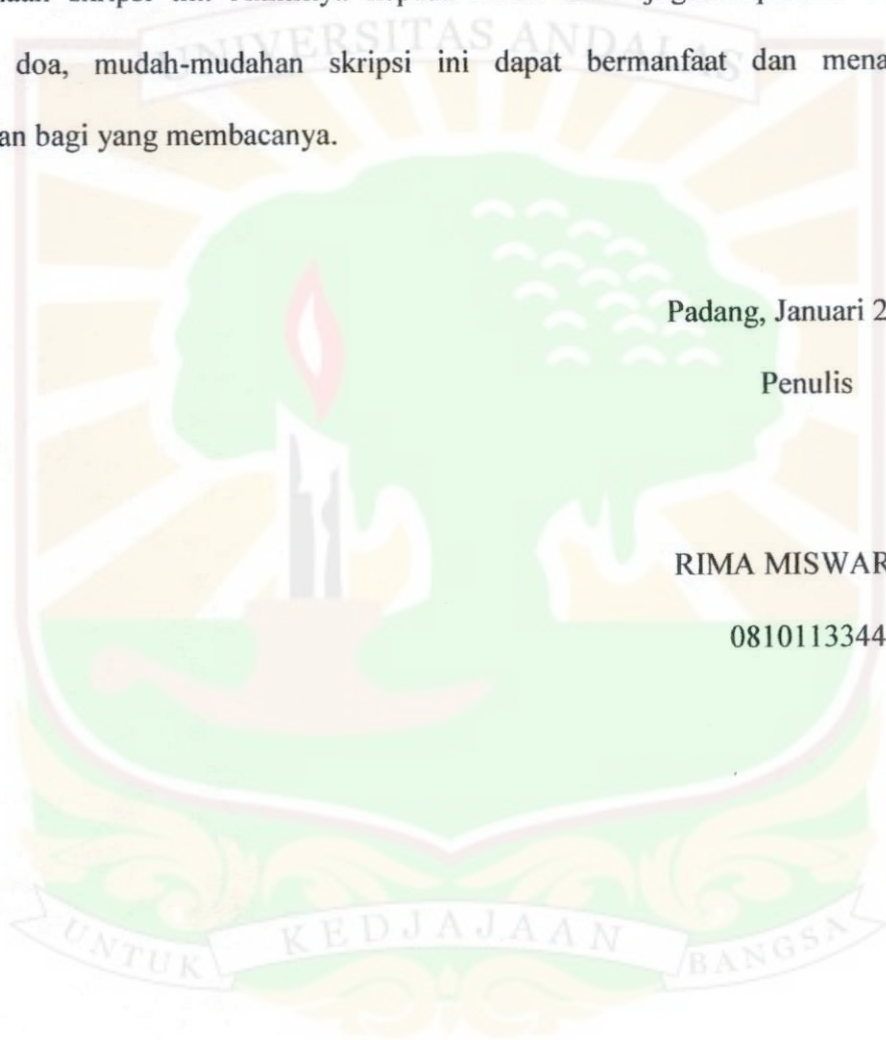 UNIVERSITAS ANDALAS
doa, mudah-mudahan skripsi ini dapat bermanfaat dan mena
an bagi yang membacanya.
Padang, Januari 2
Penulis
RIMA MISWAR
0810113344
UNTUK KEDJAJAAN BANGSA